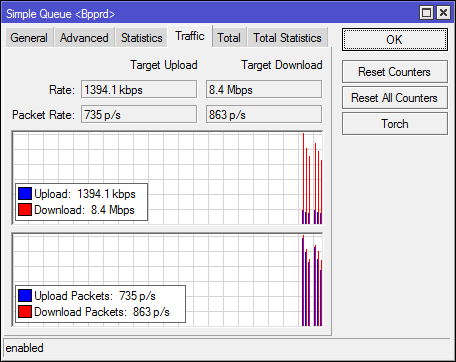 Simple Queue <Bpprd>
General Advanced Statistics Traffic Total Total Statistics
OK
Target Upload Target Download
Rate: 1394.1 kbps 8.4 Mbps
Reset Counters
Packet Rate: 735 p/s 863 p/s
Reset All Counters
Torch
Upload: 1394.1 kbps
Download: 8.4 Mbps
Upload Packets: 735 p/s
Download Packets: 863 p/s
enabled